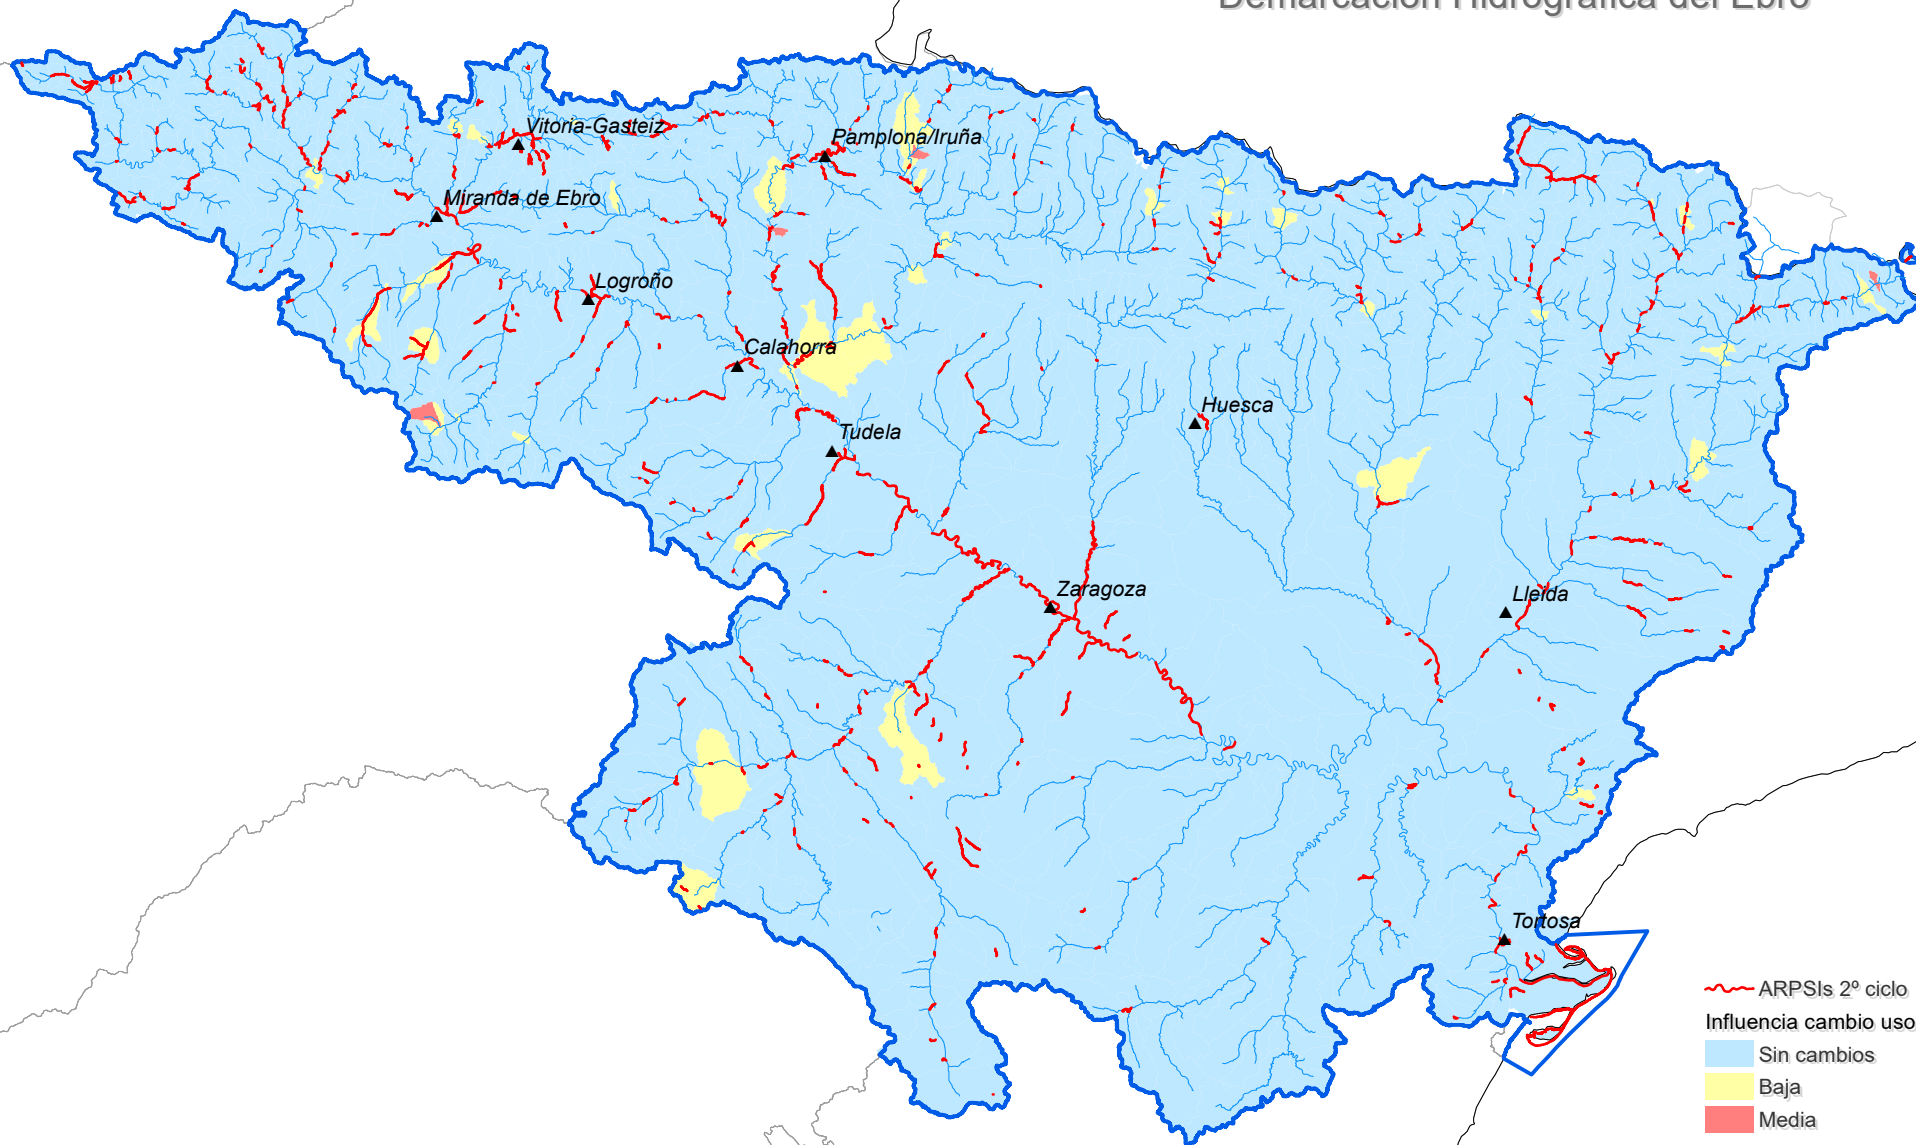 Demarcación Hidrográfica del Ebro
Vitoria-Gasteiz
Pamplona/Iruña
Miranda de Ebro
Logroño
Calahorra
Huesca
Tudela
Zaragoza
Lleida
Tortosa
ARPSIs 2º ciclo
Influencia cambio uso
Sin cambios
Baja
Media